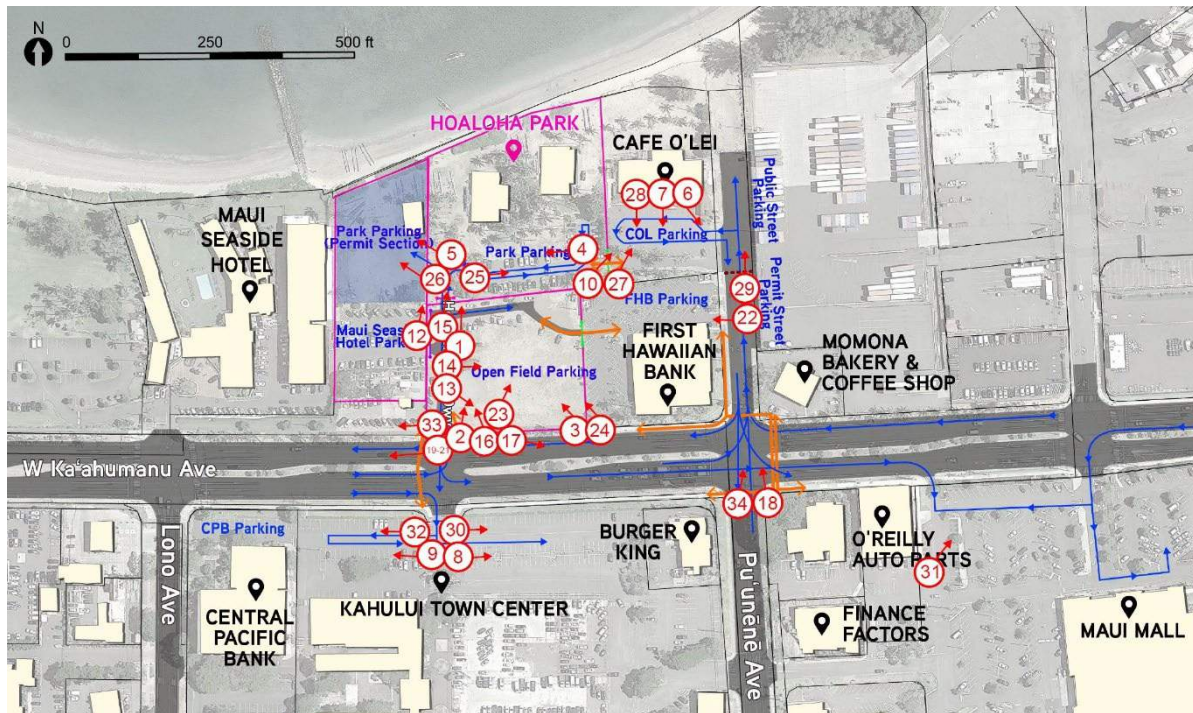 N
0 250 500 ft
HOALOHA PARK
CAFE O'LEI
28 7 6
Public Street
Parking
MAUI
SEASIDE
HOTEL
Park Parking
(Permit Section)
5
Park Parking
4
COL Parking
26
25
10
27
FHB Parking
29
Permit Street
Parking
22
12
15
Maui Seas
Hotel Park
1
FIRST
HAWAIIAN
BANK
MOMONA
BAKERY &
COFFEE SHOP
14
Open Field Parking
13
23
33
2
16
17
3
24
19-21
W Kaʻahumanu Ave
34
18
CPB Parking
32
30
9
8
BURGER
KING
O'REILLY
AUTO PARTS
31
Lono Ave
CENTRAL
PACIFIC
BANK
KAHULUI TOWN CENTER
Puʻunēnē Ave
FINANCE
FACTORS
MAUI MALL